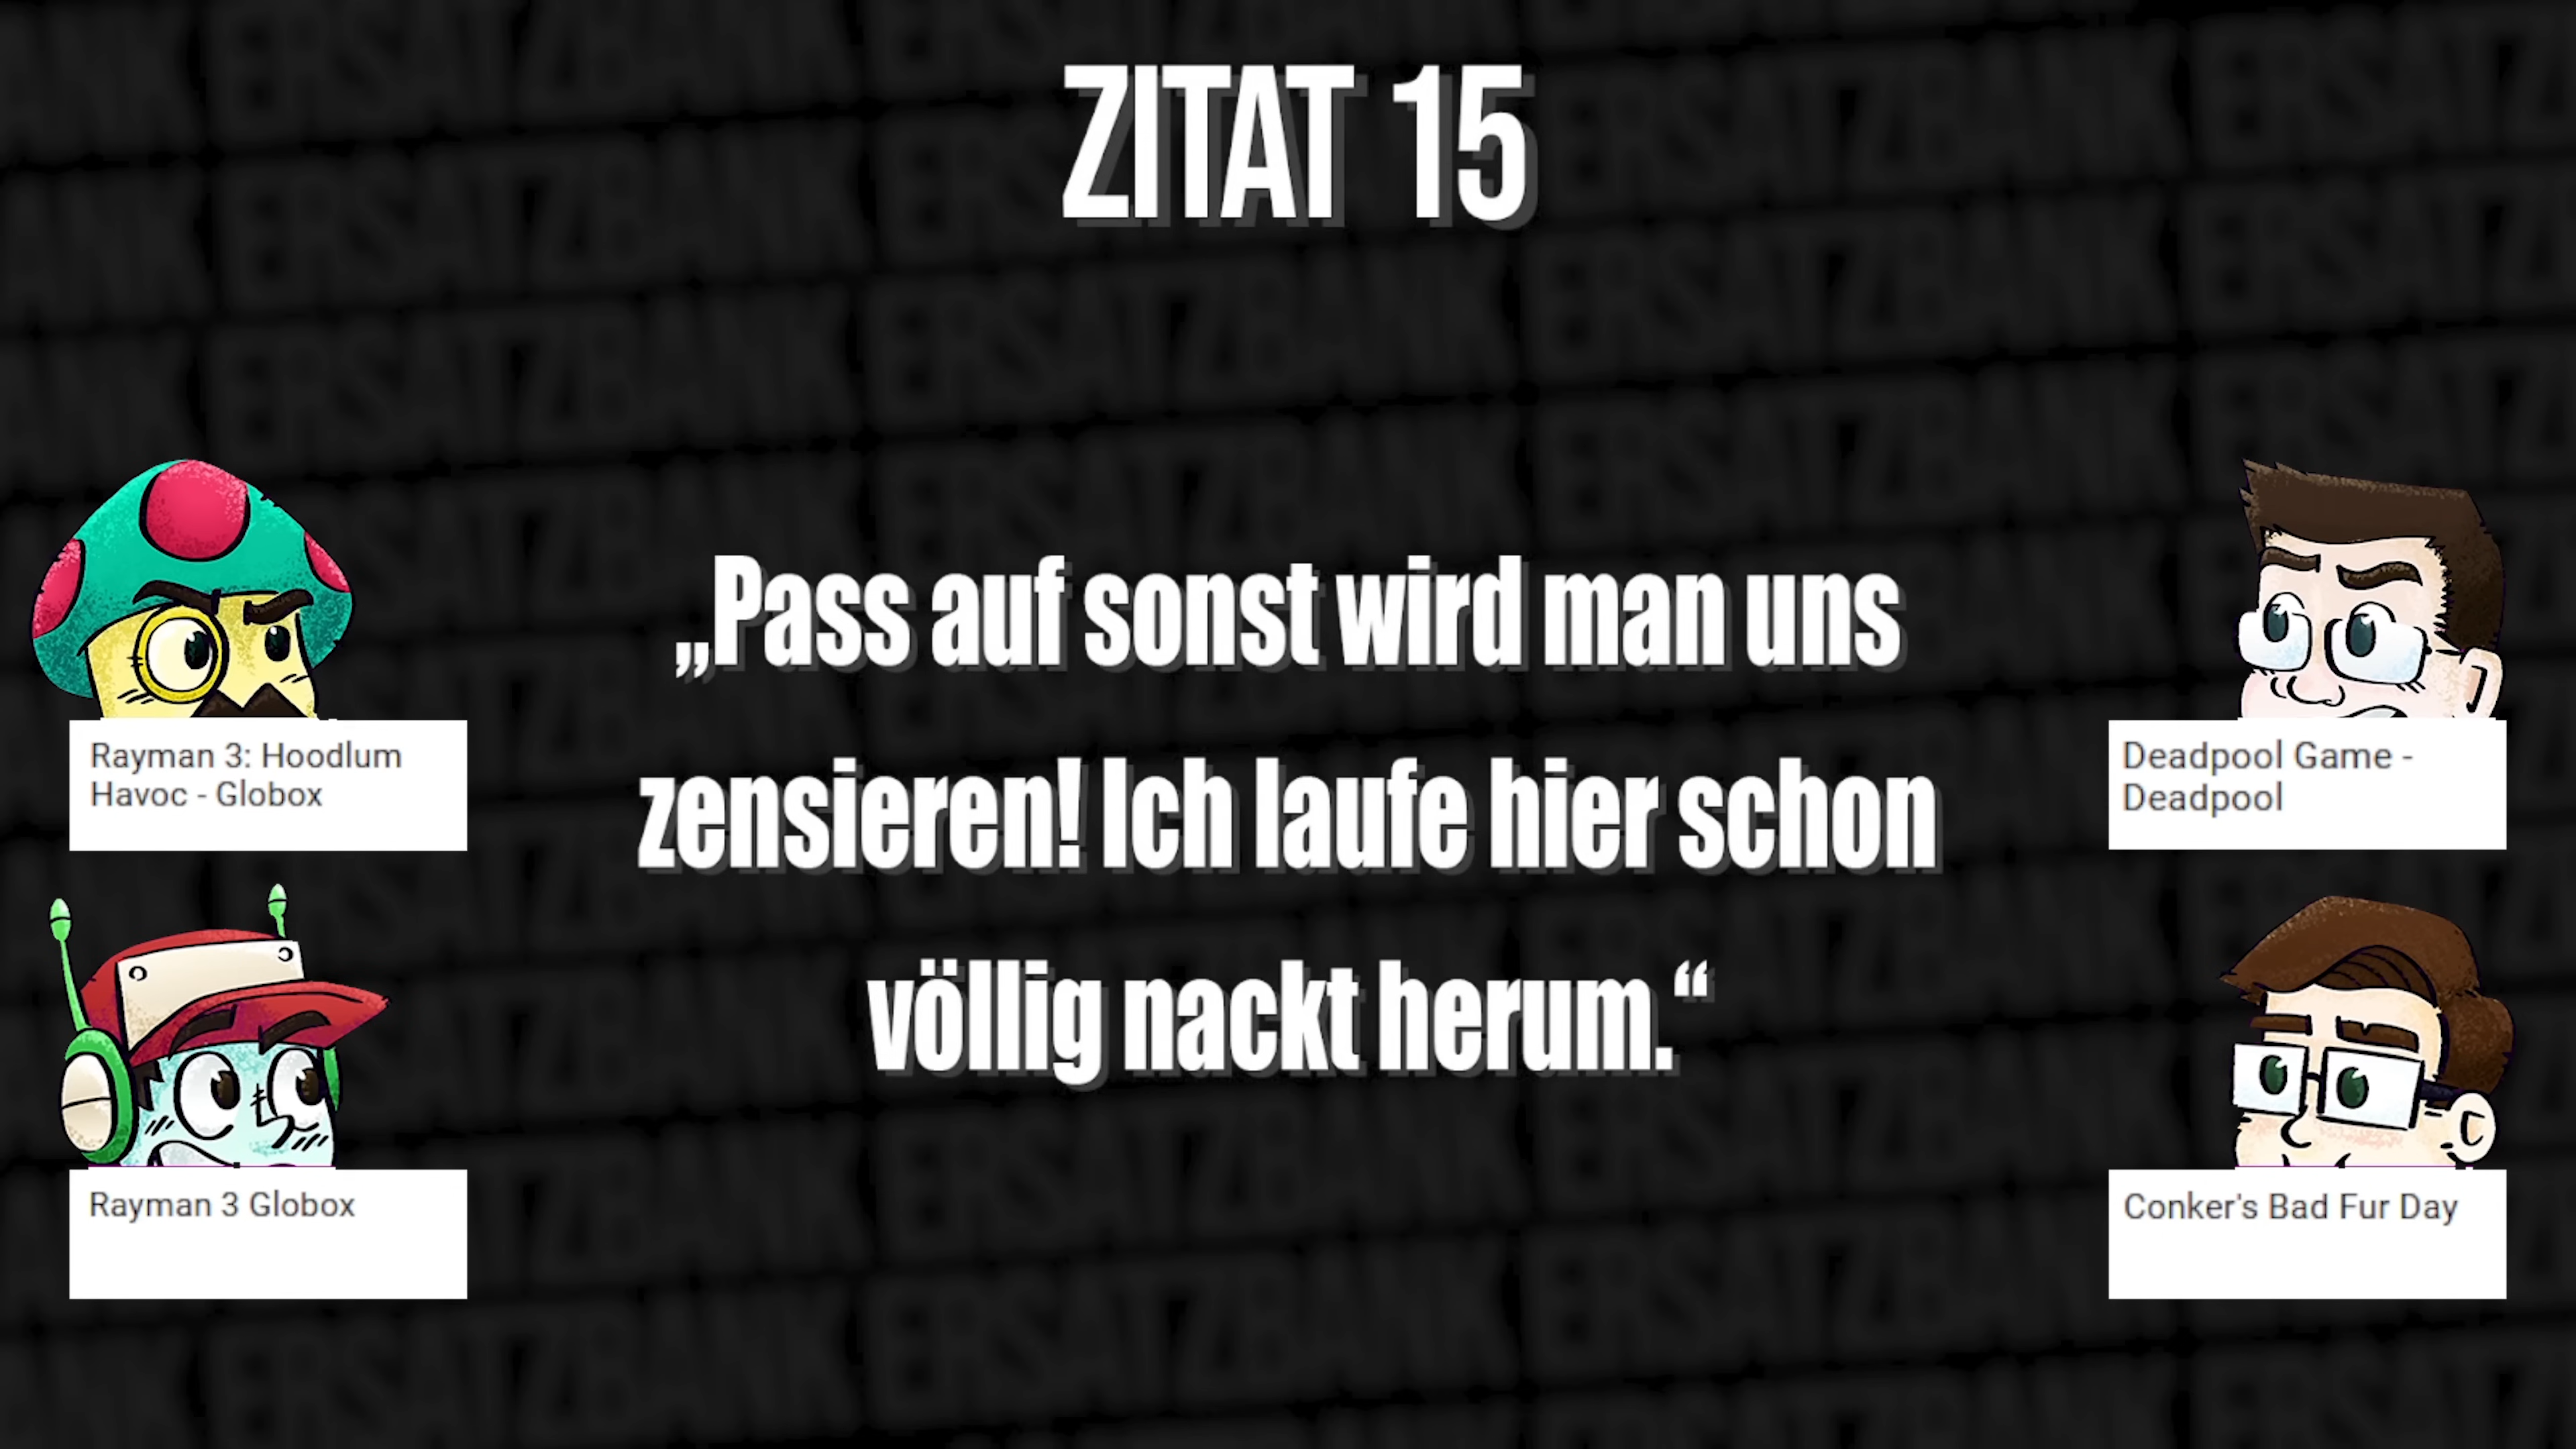 ZITAT 15
„Pass auf sonst wird man uns
zensieren! Ich laufe hier schon
völlig nackt herum.“
Rayman 3: Hoodlum
Havoc - Globox
Deadpool Game -
Deadpool
Rayman 3 Globox
Conker's Bad Fur Day
ERSATZBANK